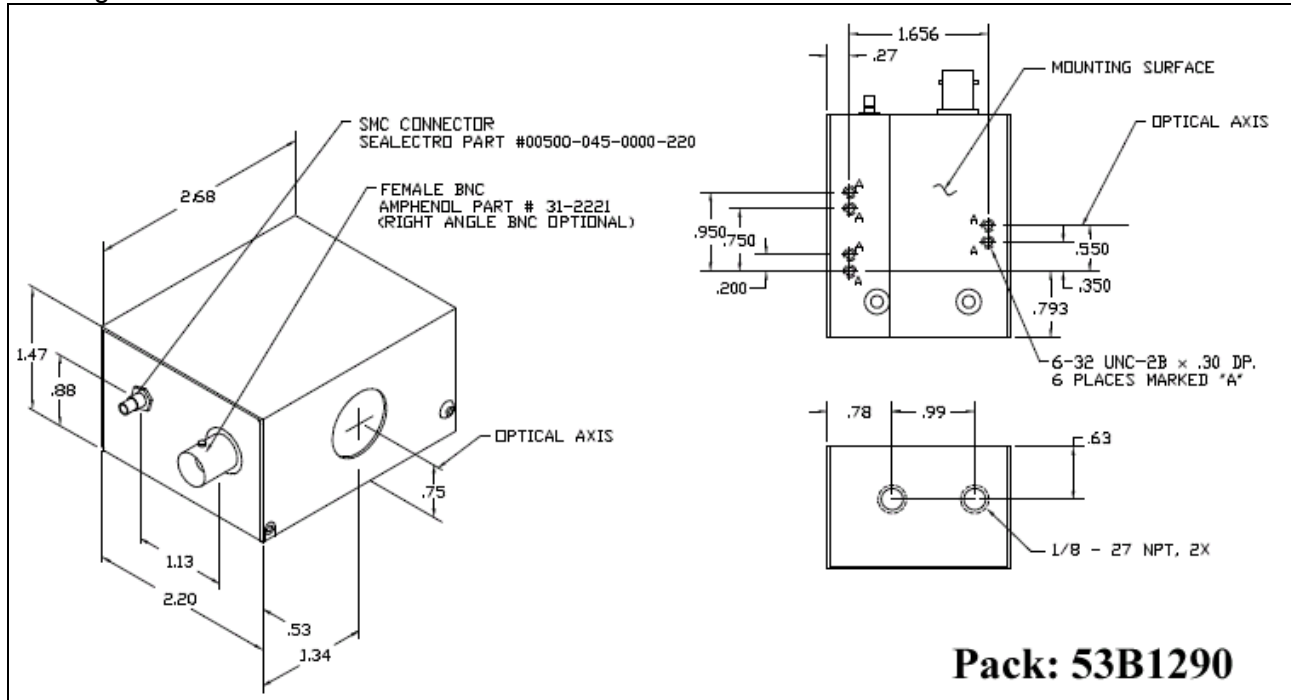 SMC CONNECTOR
SEALECTRO PART #00500-045-0000-220
FEMALE BNC
AMPHENOL PART # 31-2221
(RIGHT ANGLE BNC OPTIONAL)
2.68
1.47
.88
OPTICAL AXIS
.75
1.13
2.20
.53
1.34
1.656
.27
MOUNTING SURFACE
OPTICAL AXIS
A
A
A
A
A
A
.950
.750
.200
.550
.350
.793
6-32 UNC-2B × .30 DP.
6 PLACES MARKED "A"
.78
.99
.63
1/8 - 27 NPT, 2X
Pack: 53B1290